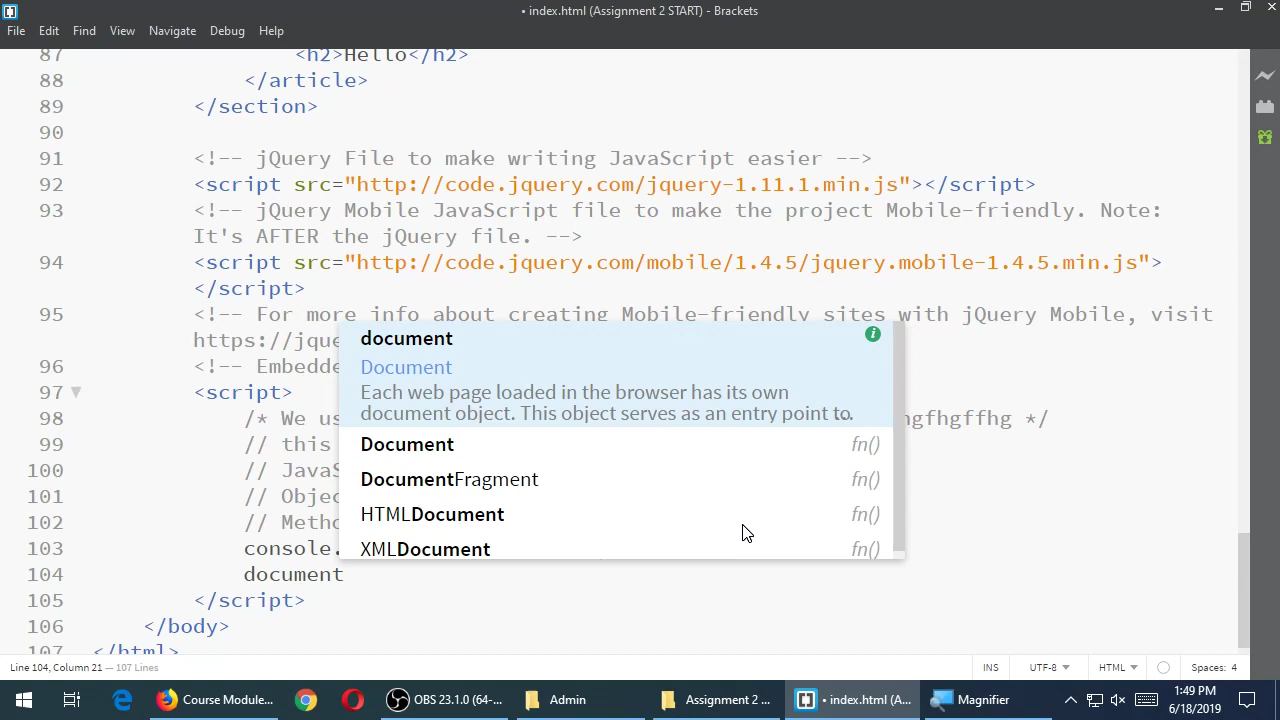 • index.html (Assignment 2 START) - Brackets
File Edit Find View Navigate Debug Help
87 <h2>Hello</h2>
88 </article>
89 </section>
90
91 <!-- jQuery File to make writing JavaScript easier -->
92 <script src="http://code.jquery.com/jquery-1.11.1.min.js"></script>
93 <!-- jQuery Mobile JavaScript file to make the project Mobile-friendly. Note:
It's AFTER the jQuery file. -->
94 <script src="http://code.jquery.com/mobile/1.4.5/jquery.mobile-1.4.5.min.js">
</script>
95 <!-- For more info about creating Mobile-friendly sites with jQuery Mobile, visit
https://jque
96 <!-- Embedde
97 <script>
98 /* We us ngfhgffhg */
99 // this
100 // JavaS
101 // Objec
102 // Metho
103 console.
104 document
105 </script>
106 </body>
107 </html>
document
Document
Each web page loaded in the browser has its own
document object. This object serves as an entry point to.
Document fn()
DocumentFragment fn()
HTMLDocument fn()
XMLDocument fn()
Line 104, Column 21 — 107 Lines INS UTF-8 HTML Spaces: 4
Course Module... OBS 23.1.0 (64-... Admin Assignment 2 ... • index.html (A... Magnifier
1:49 PM
6/18/2019